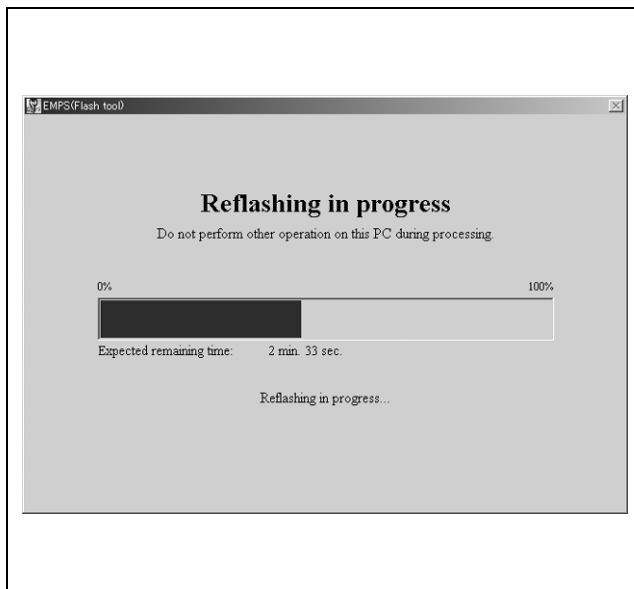 EMPS(Flash tool)
Reflashing in progress
Do not perform other operation on this PC during processing.
0% 100%
Expected remaining time: 2 min. 33 sec.
Reflashing in progress...